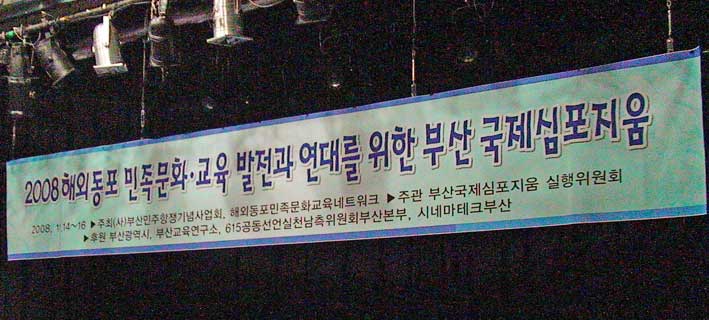 2008 해외동포 민족문화·교육 발전과 연대를 위한 부산 국제심포지움
2008. 1.14~16 ▶주최(사)부산민주항쟁기념사업회, 해외동포민족문화교육네트워크 ▶주관 부산국제심포지움 실행위원회
▶후원 부산광역시, 부산교육연구소, 615공동선언실천남측위원회부산본부, 시네마테크부산